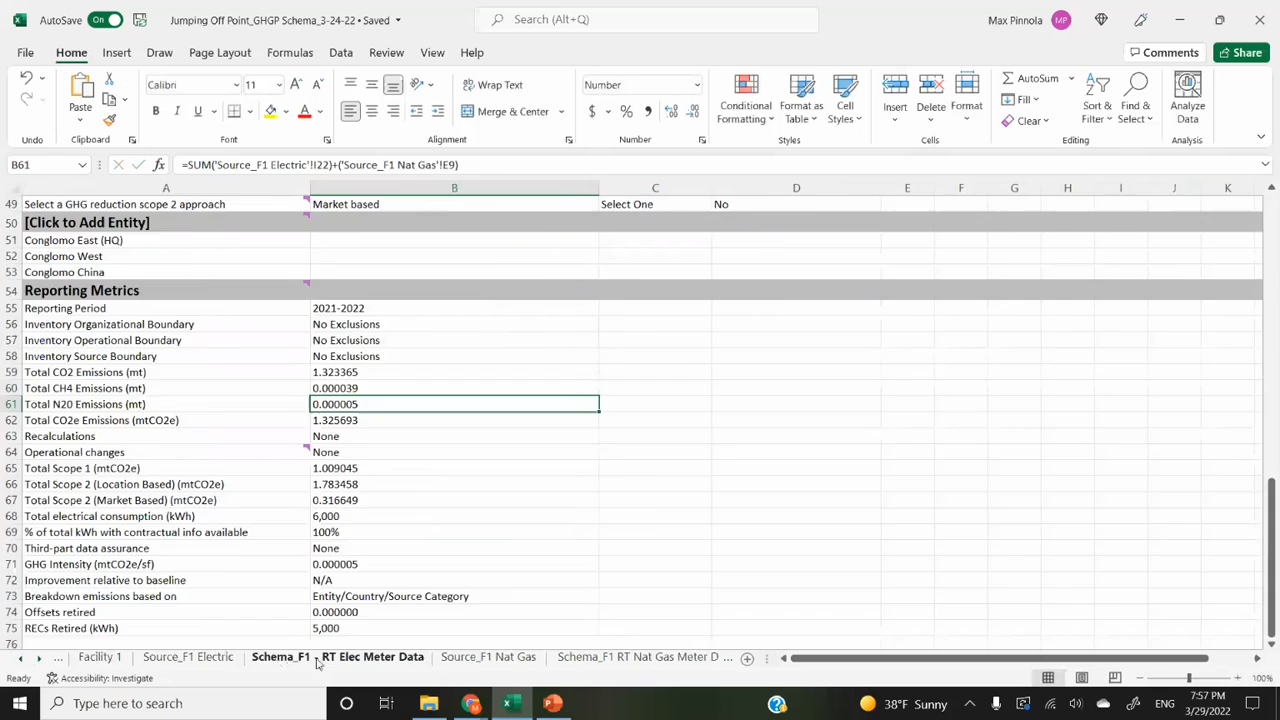 AutoSave On Jumping Off Point_GHGP Schema_3-24-22 • Saved Search (Alt+Q) Max Pinnola MP
File Home Insert Draw Page Layout Formulas Data Review View Help Comments Share
Calibri 11 Wrap Text Number AutoSum
Paste Conditional Formatting Format as Table Cell Styles Insert Delete Format Fill Sort & Filter Find & Select Analyze Data
B I U A Merge & Center $ % Clear
Undo Clipboard Font Alignment Number Styles Cells Editing Analysis
B61 fx =SUM('Source_F1 Electric'!I22)+('Source_F1 Nat Gas'!E9)
A B C D E F G H I J K
49 Select a GHG reduction scope 2 approach Market based Select One No
50 [Click to Add Entity]
51 Conglomo East (HQ)
52 Conglomo West
53 Conglomo China
54 Reporting Metrics
55 Reporting Period 2021-2022
56 Inventory Organizational Boundary No Exclusions
57 Inventory Operational Boundary No Exclusions
58 Inventory Source Boundary No Exclusions
59 Total CO2 Emissions (mt) 1.323365
60 Total CH4 Emissions (mt) 0.000039
61 Total N20 Emissions (mt) 0.000005
62 Total CO2e Emissions (mtCO2e) 1.325693
63 Recalculations None
64 Operational changes None
65 Total Scope 1 (mtCO2e) 1.009045
66 Total Scope 2 (Location Based) (mtCO2e) 1.783458
67 Total Scope 2 (Market Based) (mtCO2e) 0.316649
68 Total electrical consumption (kWh) 6,000
69 % of total kWh with contractual info available 100%
70 Third-part data assurance None
71 GHG Intensity (mtCO2e/sf) 0.000005
72 Improvement relative to baseline N/A
73 Breakdown emissions based on Entity/Country/Source Category
74 Offsets retired 0.000000
75 RECs Retired (kWh) 5,000
76
... Facility 1 Source_F1 Electric Schema_F1 - RT Elec Meter Data Source_F1 Nat Gas Schema_F1 RT Nat Gas Meter D ...
Accessibility: Investigate 100%
Type here to search 38°F Sunny ENG 7:57 PM
3/29/2022